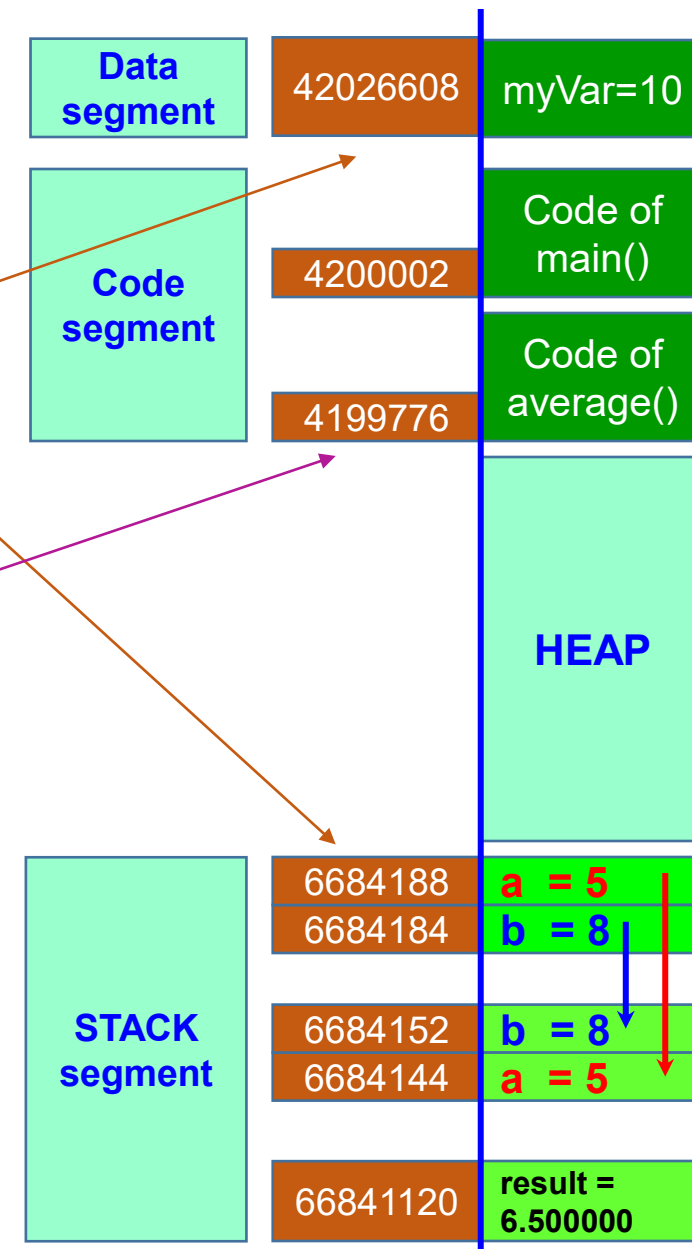 Data
segment
42026608
myVar=10
Code
segment
4200002
Code of
main()
4199776
Code of
average()
HEAP
STACK
segment
6684188
a = 5
6684184
b = 8
6684152
b = 8
6684144
a = 5
66841120
result =
6.500000